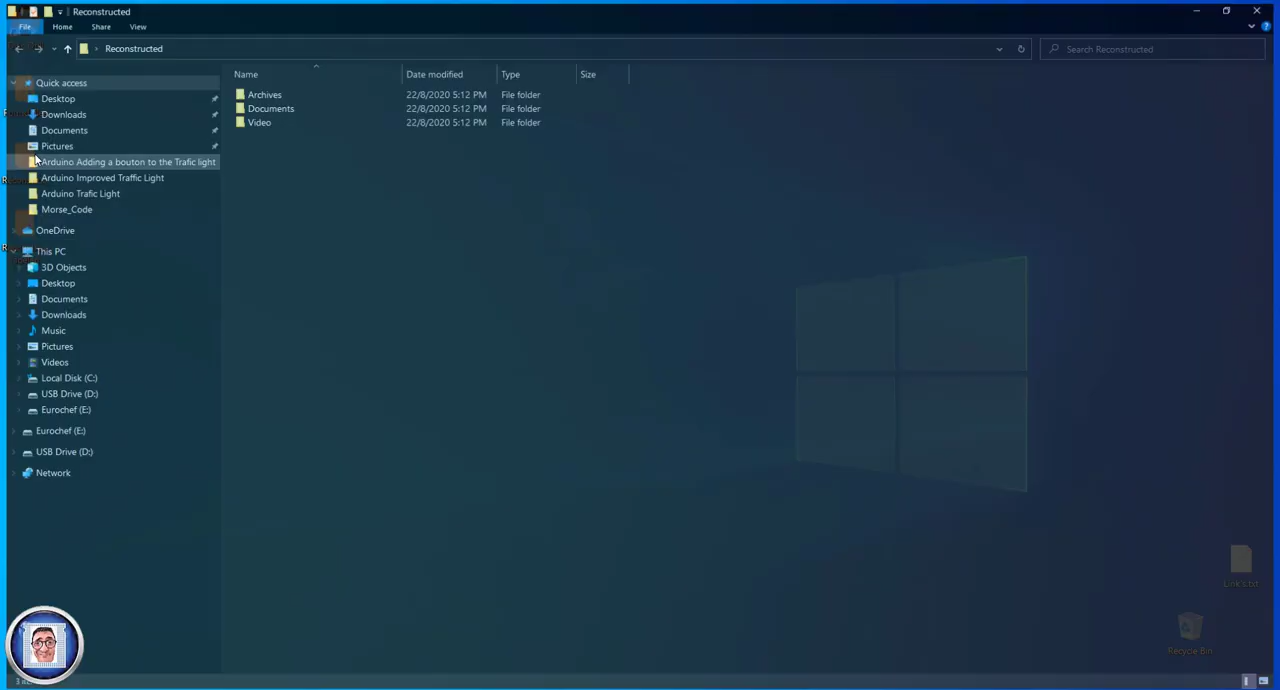 Reconstructed
File Home Share View
Reconstructed
Search Reconstructed
Name Date modified Type Size
Archives 22/8/2020 5:12 PM File folder
Documents 22/8/2020 5:12 PM File folder
Video 22/8/2020 5:12 PM File folder
Quick access
Desktop
Downloads
Documents
Pictures
Arduino Adding a bouton to the Trafic light
Arduino Improved Traffic Light
Arduino Trafic Light
Morse_Code
OneDrive
This PC
3D Objects
Desktop
Documents
Downloads
Music
Pictures
Videos
Local Disk (C:)
USB Drive (D:)
Eurochef (E:)
Eurochef (E:)
USB Drive (D:)
Network
Recycle Bin